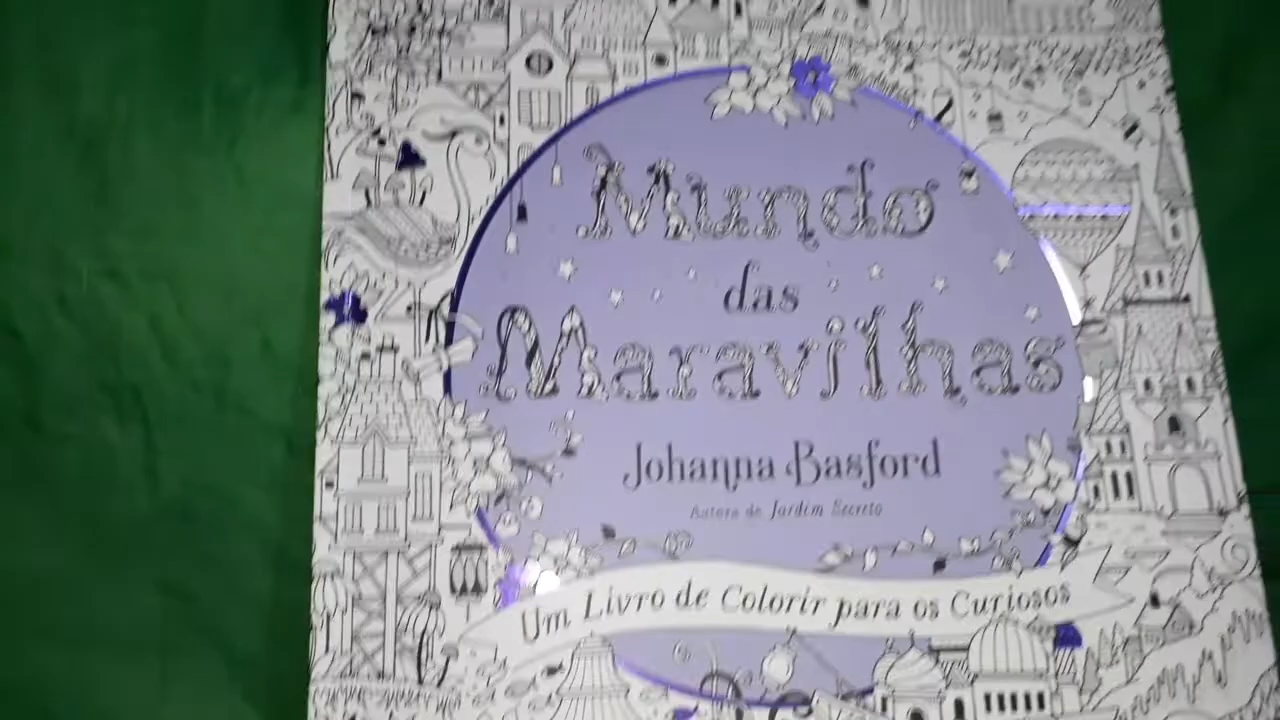 Mundo
das
Maravilhas
Johanna Basford
Autora de Jardim Secreto
Um Livro de Colorir para os Curiosos